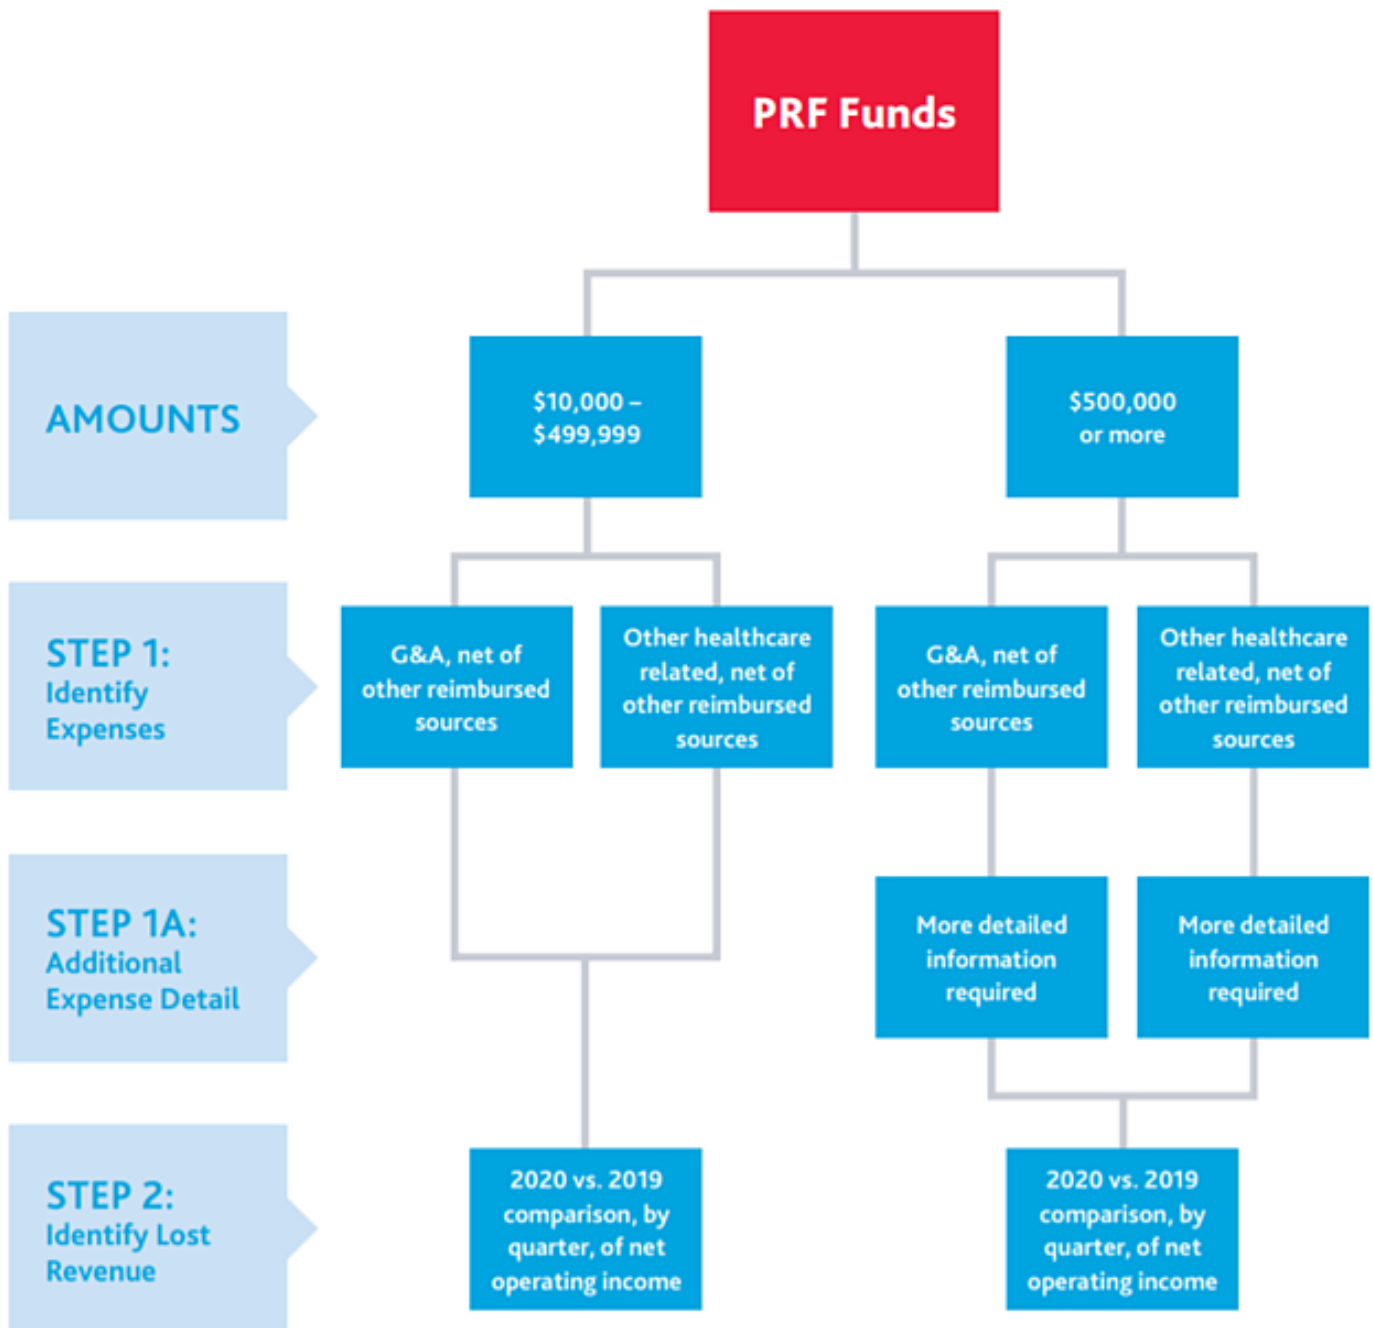 PRF Funds
AMOUNTS
$10,000 –
$499,999
$500,000
or more
STEP 1:
Identify
Expenses
G&A, net of
other reimbursed
sources
Other healthcare
related, net of
other reimbursed
sources
G&A, net of
other reimbursed
sources
Other healthcare
related, net of
other reimbursed
sources
STEP 1A:
Additional
Expense Detail
More detailed
information
required
More detailed
information
required
STEP 2:
Identify Lost
Revenue
2020 vs. 2019
comparison, by
quarter, of net
operating income
2020 vs. 2019
comparison, by
quarter, of net
operating income